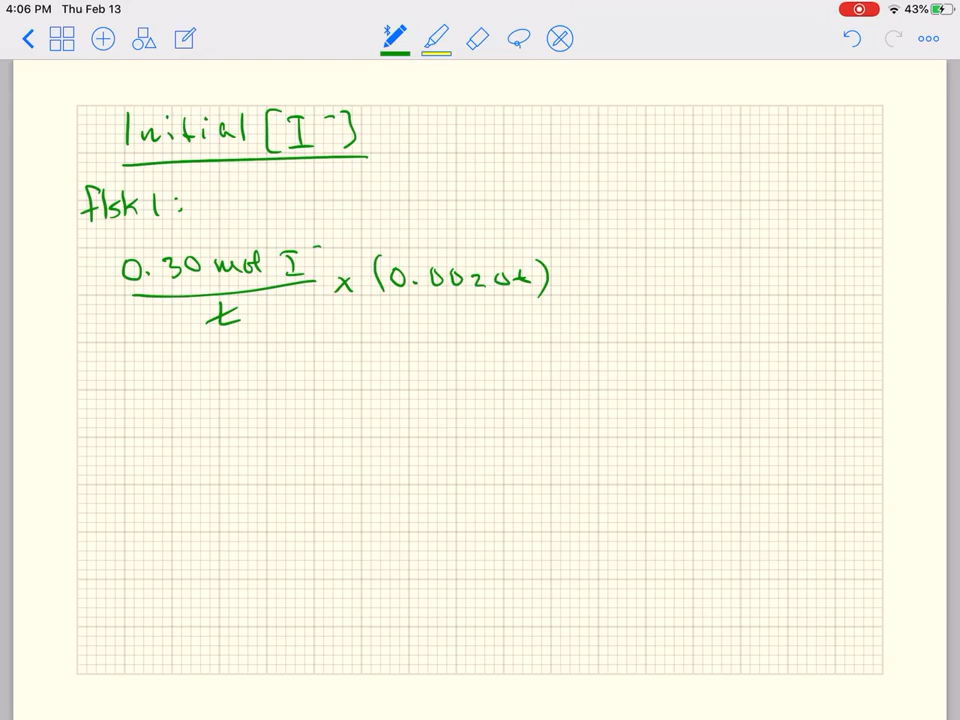 4:06 PM Thu Feb 13 43%
Initial [I⁻]
flsk 1:
0.30 mol I⁻
—————— x (0.0020L)
L